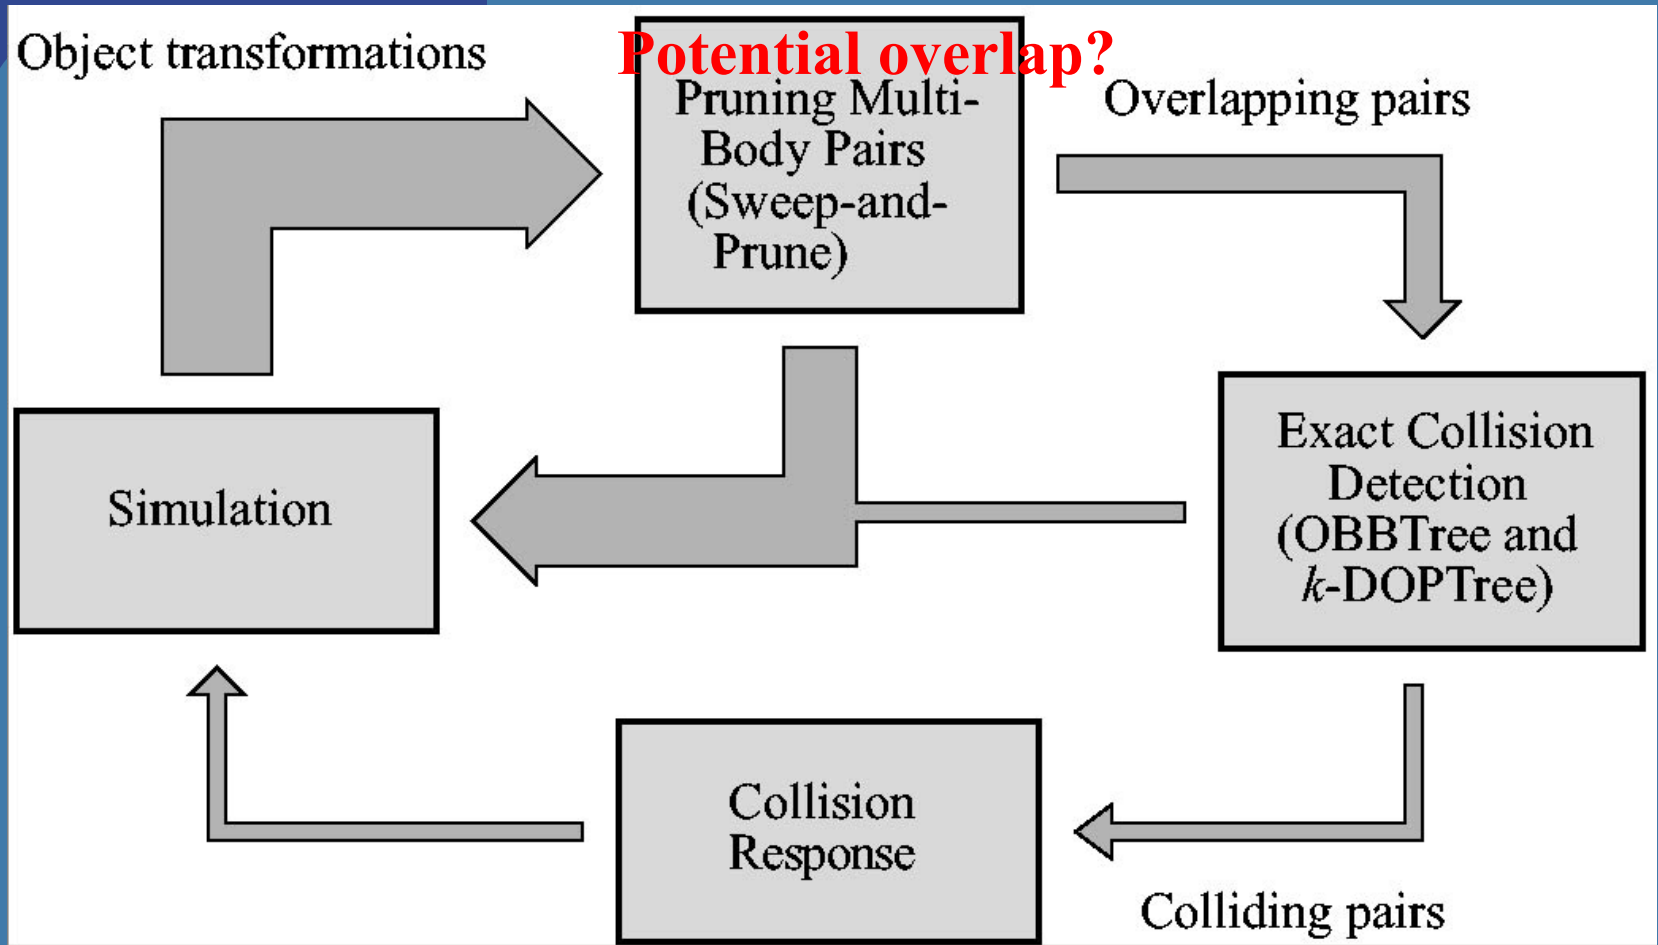 Object transformations
Potential overlap?
Pruning Multi-
Body Pairs
(Sweep-and-
Prune)
Overlapping pairs
Simulation
Exact Collision
Detection
(OBBTree and
k-DOPTree)
Collision
Response
Colliding pairs